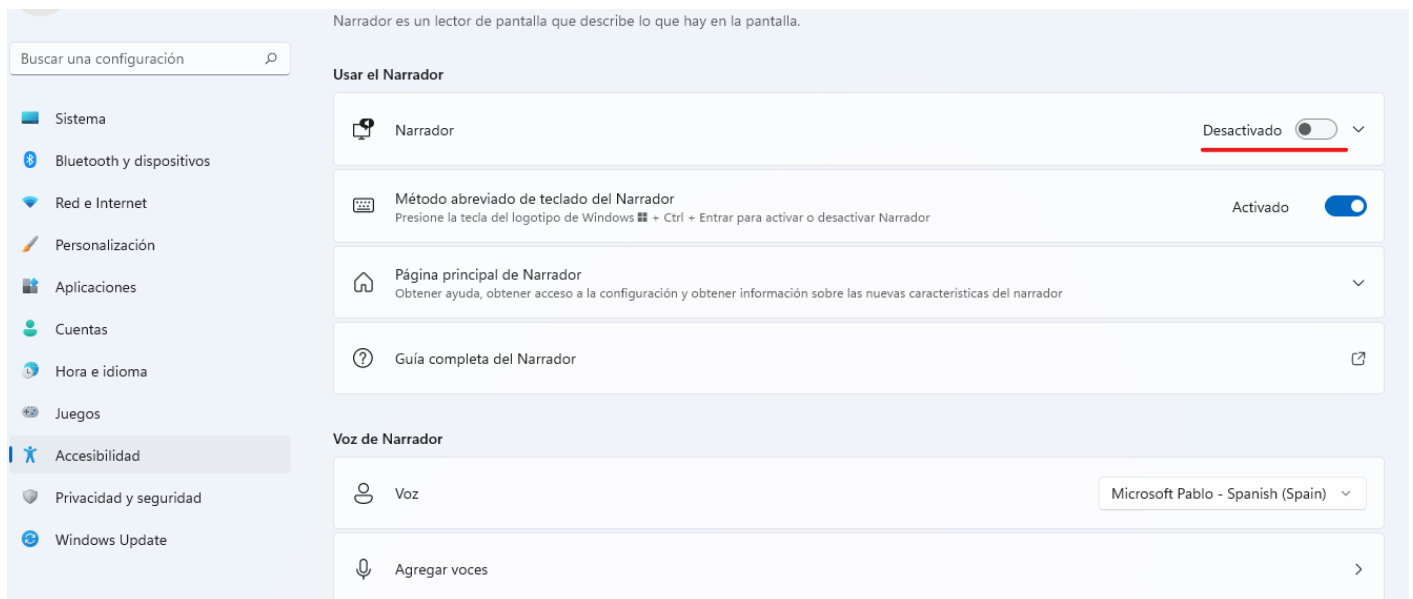 Narrador es un lector de pantalla que describe lo que hay en la pantalla.
Buscar una configuración
Sistema
Bluetooth y dispositivos
Red e Internet
Personalización
Aplicaciones
Cuentas
Hora e idioma
Juegos
Accesibilidad
Privacidad y seguridad
Windows Update
Usar el Narrador
Narrador
Desactivado
Método abreviado de teclado del Narrador
Presione la tecla del logotipo de Windows + Ctrl + Entrar para activar o desactivar Narrador
Activado
Página principal de Narrador
Obtener ayuda, obtener acceso a la configuración y obtener información sobre las nuevas características del narrador
Guía completa del Narrador
Voz de Narrador
Voz
Microsoft Pablo - Spanish (Spain)
Agregar voces